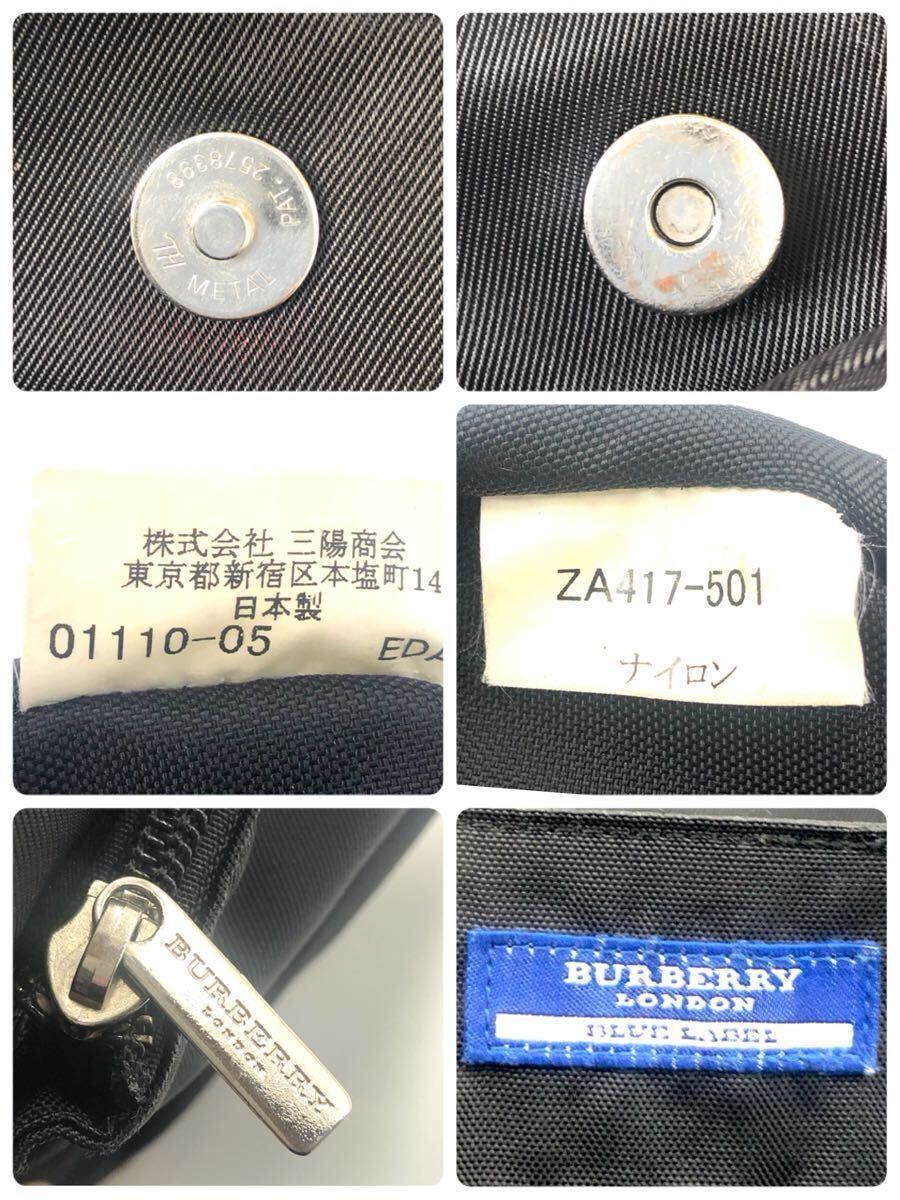 PAT. 2578398
METAL
株式会社 三陽商会
東京都新宿区本塩町14
日本製
01110-05
ZA417-501
ナイロン
BURBERRY
LONDON
BURBERRY
LONDON
BLUE LABEL